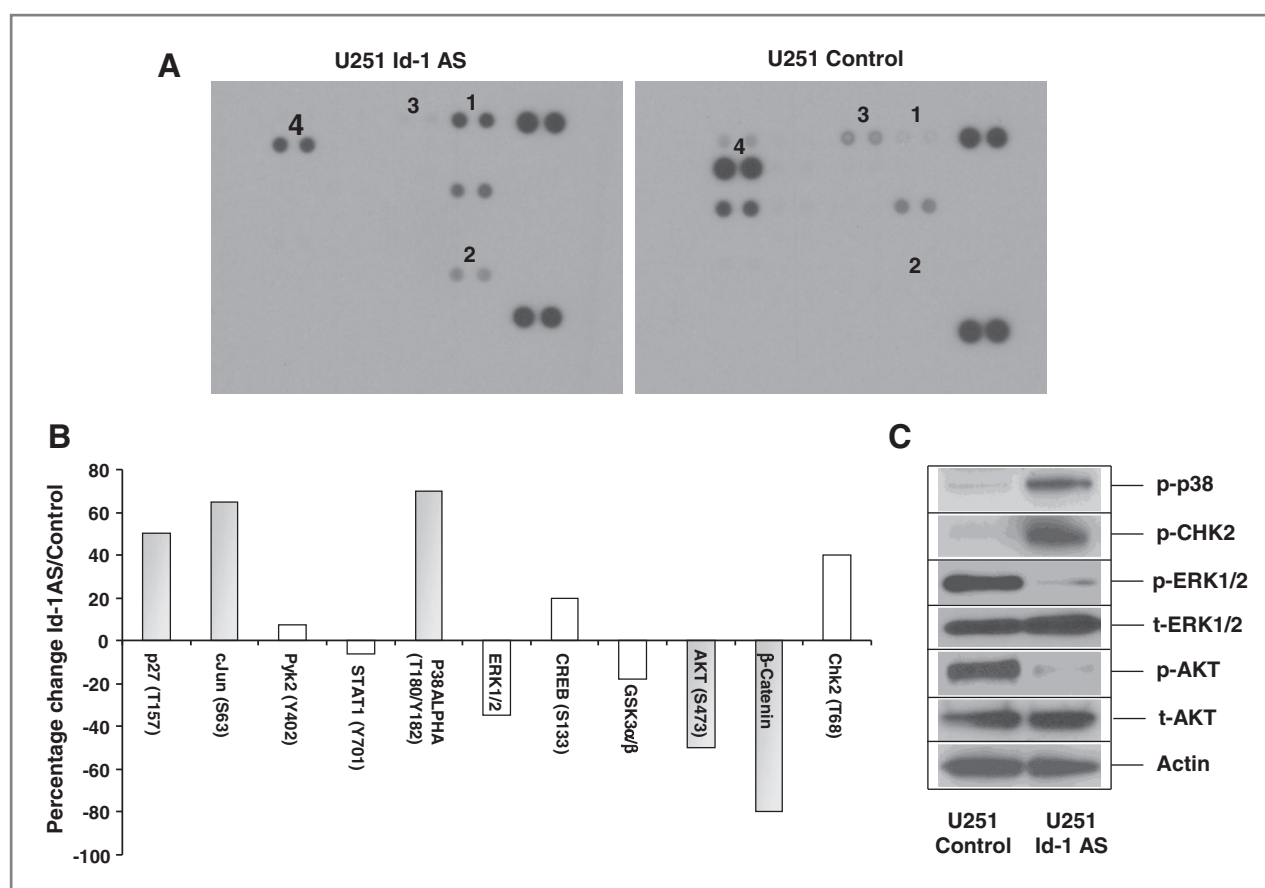 A
U251 Id-1 AS
U251 Control
3
1
4
2
3
1
4
2
B
Percentage change Id-1AS/Control
80
60
40
20
0
-20
-40
-60
-80
-100
p27 (T157)
cJun (S63)
Pyk2 (Y402)
STAT1 (Y701)
P38ALPHA
(T180/Y182)
ERK1/2
CREB (S133)
GSK3α/β
AKT (S473)
β-Catenin
Chk2 (T68)
C
p-p38
p-CHK2
p-ERK1/2
t-ERK1/2
p-AKT
t-AKT
Actin
U251
Control
U251
Id-1 AS